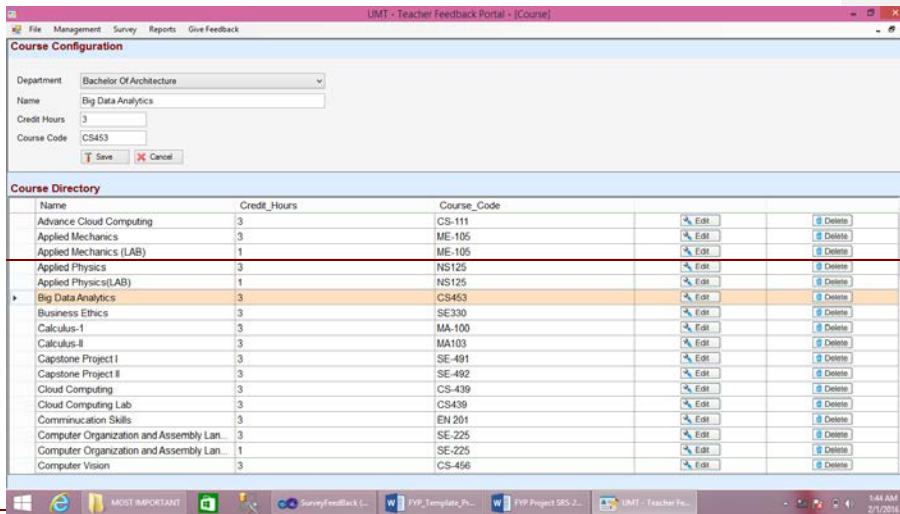 UMT - Teacher Feedback Portal - [Course]
File Management Survey Reports Give Feedback
Course Configuration
Department Bachelor Of Architecture
Name Big Data Analytics
Credit Hours 3
Course Code CS453
Save Cancel
Course Directory
Name Credit_Hours Course_Code
Advance Cloud Computing 3 CS-111 Edit Delete
Applied Mechanics 3 ME-105 Edit Delete
Applied Mechanics (LAB) 1 ME-105 Edit Delete
Applied Physics 3 NS125 Edit Delete
Applied Physics(LAB) 1 NS125 Edit Delete
Big Data Analytics 3 CS453 Edit Delete
Business Ethics 3 SE330 Edit Delete
Calculus-1 3 MA-100 Edit Delete
Calculus-II 3 MA103 Edit Delete
Capstone Project I 3 SE-491 Edit Delete
Capstone Project II 3 SE-492 Edit Delete
Cloud Computing 3 CS-439 Edit Delete
Cloud Computing Lab 3 CS439 Edit Delete
Comminucation Skills 3 EN 201 Edit Delete
Computer Organization and Assembly Lan... 3 SE-225 Edit Delete
Computer Organization and Assembly Lan... 1 SE-225 Edit Delete
Computer Vision 3 CS-456 Edit Delete
MOST IMPORTANT SurveyFeedBack (... FYP_Template_Pr... FYP Project SRS-2... UMT - Teacher Fe... 1:44 AM
2/1/2016